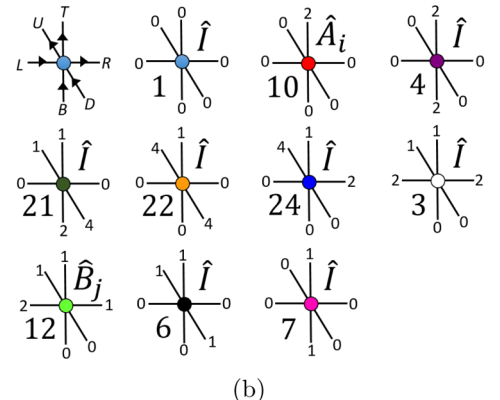 T 0 2 2
U 0 Î 0 Âi 0 Î
L R 0 0 0 0 0 0
1 10 4
B D 0 0 0 0 2 0
1 1 1 1
1 Î 4 Î 4 Î 1 Î
0 0 0 0 0 2 2 2
21 22 24 3
2 4 0 4 0 0 0 0
1 1 1
1 B̂j 1 Î 0 Î
2 1 0 0 0 0
12 6 7
0 0 0 1 1 0
(b)